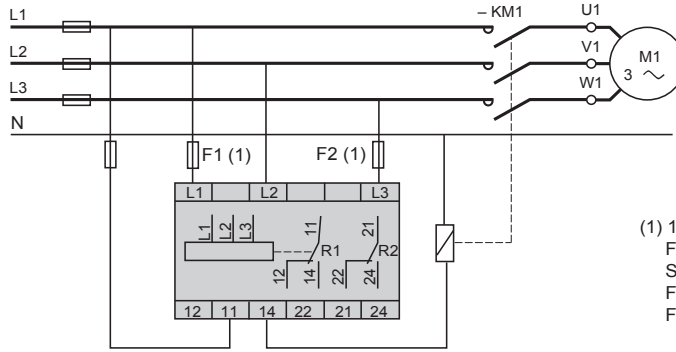 L1
– KM1
U1
L2
V1
M1
3
L3
W1
N
F1 (1)
F2 (1)
L1 L2 L3
L1
L2
L3
11
R1
12
14
21
R2
22
24
12 11 14 22 21 24
(1) 1
F
S
F
F